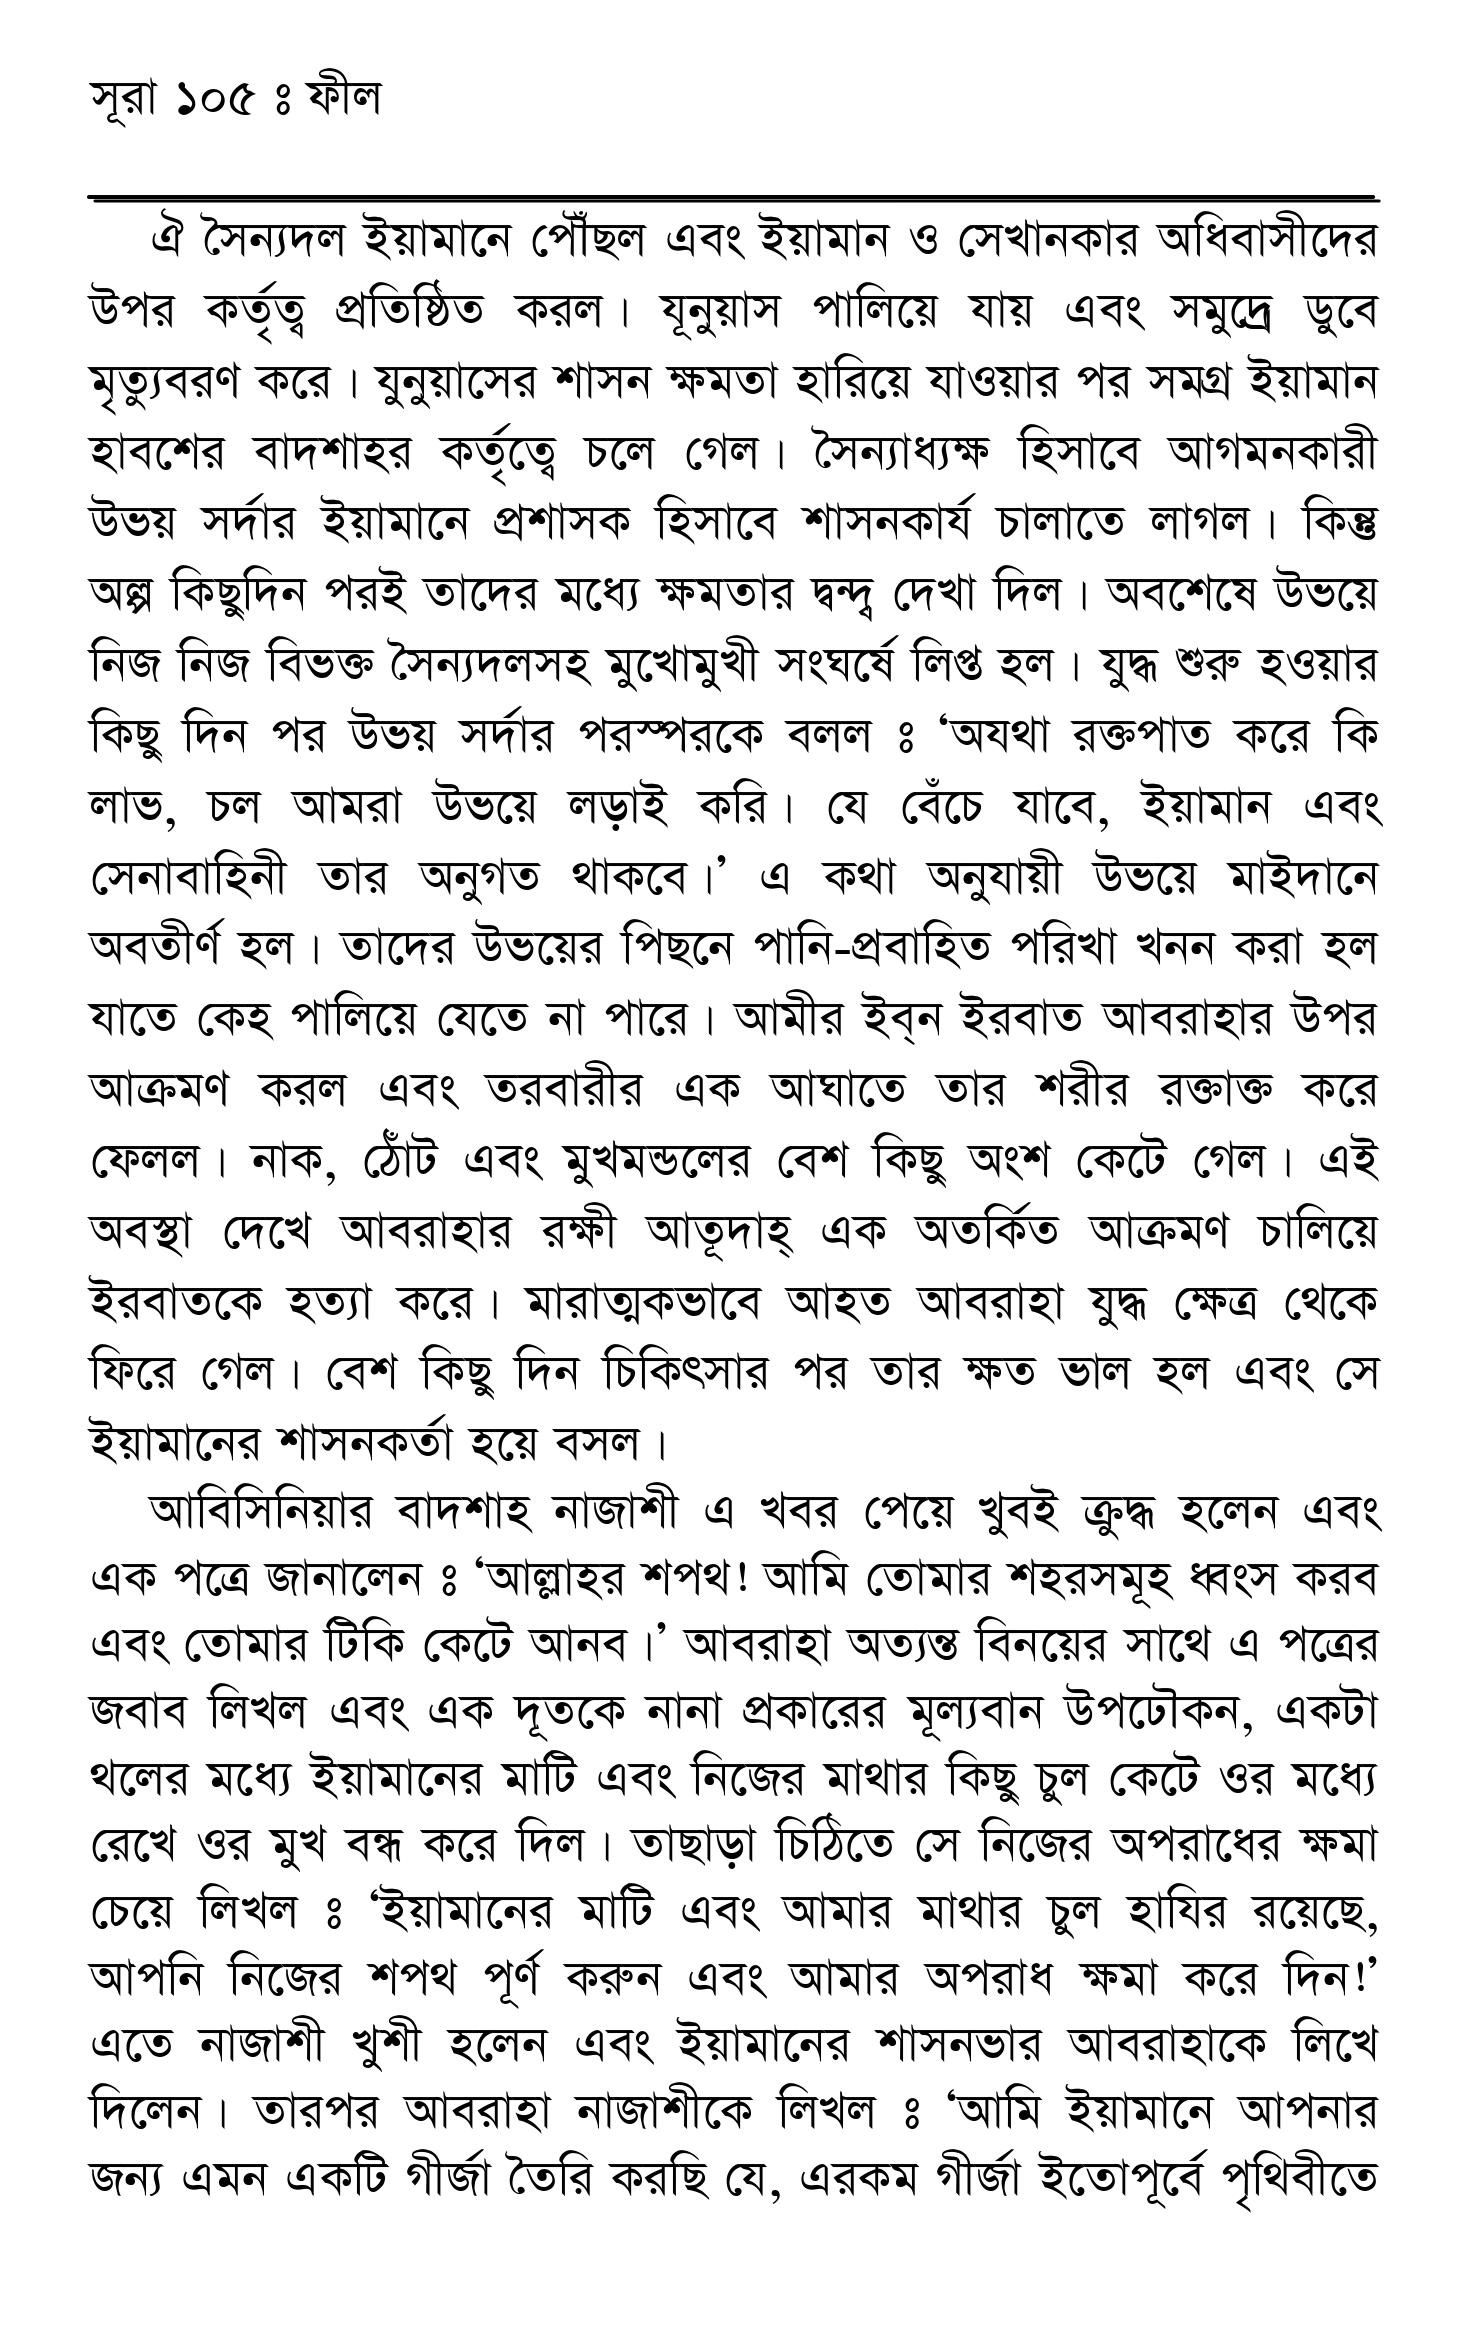 সূরা ১০৫ ঃ ফীল
ঐ সৈন্যদল ইয়ামানে পৌঁছল এবং ইয়ামান ও সেখানকার অধিবাসীদের
উপর কর্তৃত্ব প্রতিষ্ঠিত করল। যূনুয়াস পালিয়ে যায় এবং সমুদ্রে ডুবে
মৃত্যুবরণ করে। যুনুয়াসের শাসন ক্ষমতা হারিয়ে যাওয়ার পর সমগ্র ইয়ামান
হাবশের বাদশাহর কর্তৃত্বে চলে গেল। সৈন্যাধ্যক্ষ হিসাবে আগমনকারী
উভয় সর্দার ইয়ামানে প্রশাসক হিসাবে শাসনকার্য চালাতে লাগল। কিন্তু
অল্প কিছুদিন পরই তাদের মধ্যে ক্ষমতার দ্বন্দ্ব দেখা দিল। অবশেষে উভয়ে
নিজ নিজ বিভক্ত সৈন্যদলসহ মুখোমুখী সংঘর্ষে লিপ্ত হল। যুদ্ধ শুরু হওয়ার
কিছু দিন পর উভয় সর্দার পরস্পরকে বলল ঃ ‘অযথা রক্তপাত করে কি
লাভ, চল আমরা উভয়ে লড়াই করি। যে বেঁচে যাবে, ইয়ামান এবং
সেনাবাহিনী তার অনুগত থাকবে।’ এ কথা অনুযায়ী উভয়ে মাইদানে
অবতীর্ণ হল। তাদের উভয়ের পিছনে পানি-প্রবাহিত পরিখা খনন করা হল
যাতে কেহ পালিয়ে যেতে না পারে। আমীর ইব্‌ন ইরবাত আবরাহার উপর
আক্রমণ করল এবং তরবারীর এক আঘাতে তার শরীর রক্তাক্ত করে
ফেলল। নাক, ঠোঁট এবং মুখমন্ডলের বেশ কিছু অংশ কেটে গেল। এই
অবস্থা দেখে আবরাহার রক্ষী আতূদাহ্ এক অতর্কিত আক্রমণ চালিয়ে
ইরবাতকে হত্যা করে। মারাত্মকভাবে আহত আবরাহা যুদ্ধ ক্ষেত্র থেকে
ফিরে গেল। বেশ কিছু দিন চিকিৎসার পর তার ক্ষত ভাল হল এবং সে
ইয়ামানের শাসনকর্তা হয়ে বসল।
আবিসিনিয়ার বাদশাহ নাজাশী এ খবর পেয়ে খুবই ক্রুদ্ধ হলেন এবং
এক পত্রে জানালেন ঃ ‘আল্লাহর শপথ! আমি তোমার শহরসমূহ ধ্বংস করব
এবং তোমার টিকি কেটে আনব।’ আবরাহা অত্যন্ত বিনয়ের সাথে এ পত্রের
জবাব লিখল এবং এক দূতকে নানা প্রকারের মূল্যবান উপঢৌকন, একটা
থলের মধ্যে ইয়ামানের মাটি এবং নিজের মাথার কিছু চুল কেটে ওর মধ্যে
রেখে ওর মুখ বন্ধ করে দিল। তাছাড়া চিঠিতে সে নিজের অপরাধের ক্ষমা
চেয়ে লিখল ঃ ‘ইয়ামানের মাটি এবং আমার মাথার চুল হাযির রয়েছে,
আপনি নিজের শপথ পূর্ণ করুন এবং আমার অপরাধ ক্ষমা করে দিন!’
এতে নাজাশী খুশী হলেন এবং ইয়ামানের শাসনভার আবরাহাকে লিখে
দিলেন। তারপর আবরাহা নাজাশীকে লিখল ঃ ‘আমি ইয়ামানে আপনার
জন্য এমন একটি গীর্জা তৈরি করছি যে, এরকম গীর্জা ইতোপূর্বে পৃথিবীতে